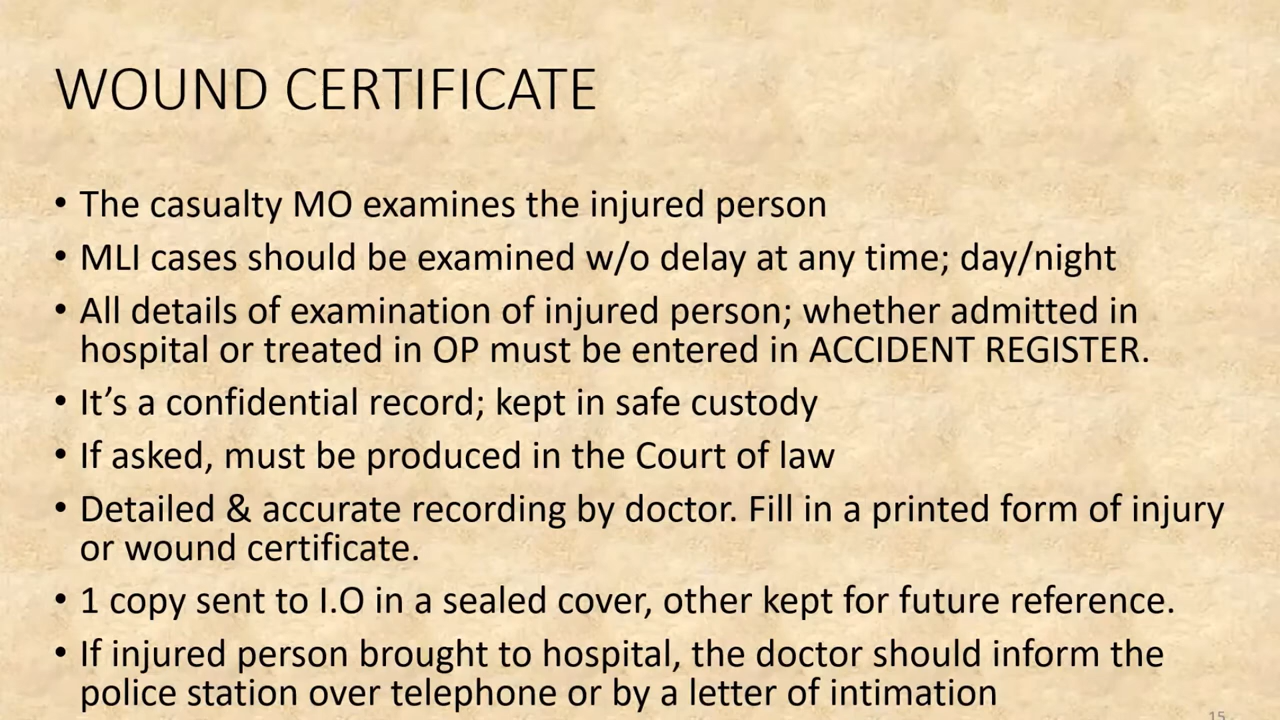 WOUND CERTIFICATE
• The casualty MO examines the injured person
• MLI cases should be examined w/o delay at any time; day/night
• All details of examination of injured person; whether admitted in
hospital or treated in OP must be entered in ACCIDENT REGISTER.
• It’s a confidential record; kept in safe custody
• If asked, must be produced in the Court of law
• Detailed & accurate recording by doctor. Fill in a printed form of injury
or wound certificate.
• 1 copy sent to I.O in a sealed cover, other kept for future reference.
• If injured person brought to hospital, the doctor should inform the
police station over telephone or by a letter of intimation
15